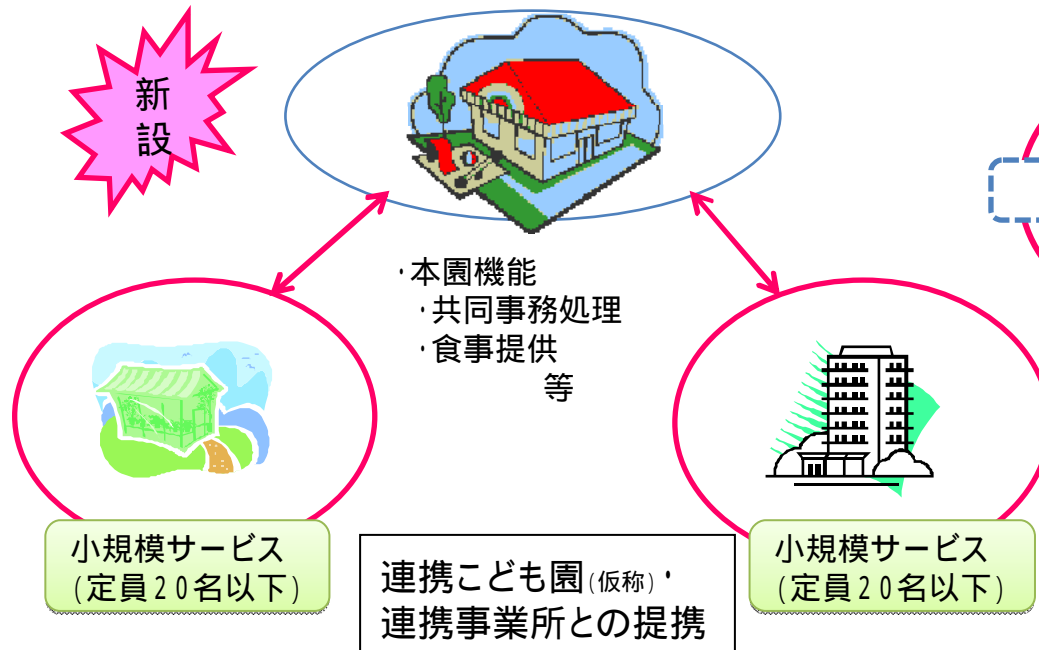 新
設
・本園機能
・共同事務処理
・食事提供
等
小規模サービス
(定員20名以下)
連携こども園(仮称)・
連携事業所との提携
小規模サービス
(定員20名以下)